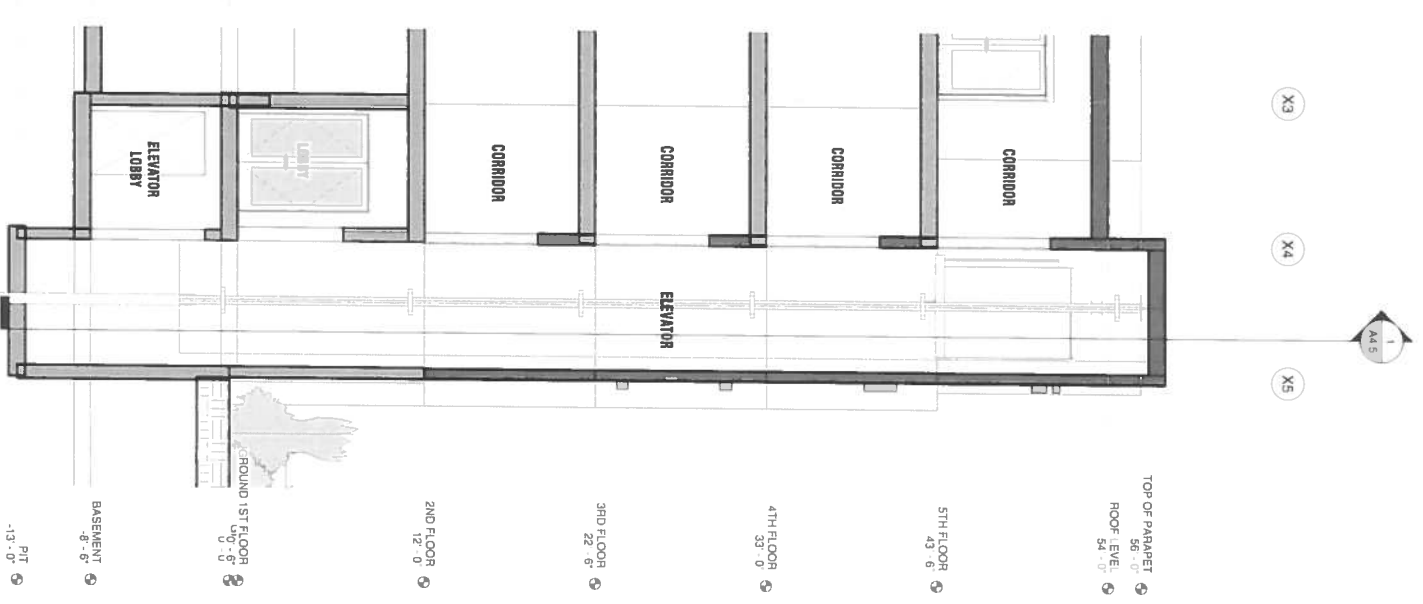 X3
X4
X5
1
A4 5
TOP OF PARAPET
56' - 0"
ROOF LEVEL
54' - 0"
5TH FLOOR
43' - 6"
4TH FLOOR
33' - 0"
3RD FLOOR
22' - 6"
2ND FLOOR
12' - 0"
1ST FLOOR
0' - 6"
GROUND
0' - 0"
BASEMENT
-8' - 6"
PIT
-13' - 0"
CORRIDOR
CORRIDOR
CORRIDOR
CORRIDOR
LOBBY
ELEVATOR
LOBBY
ELEVATOR